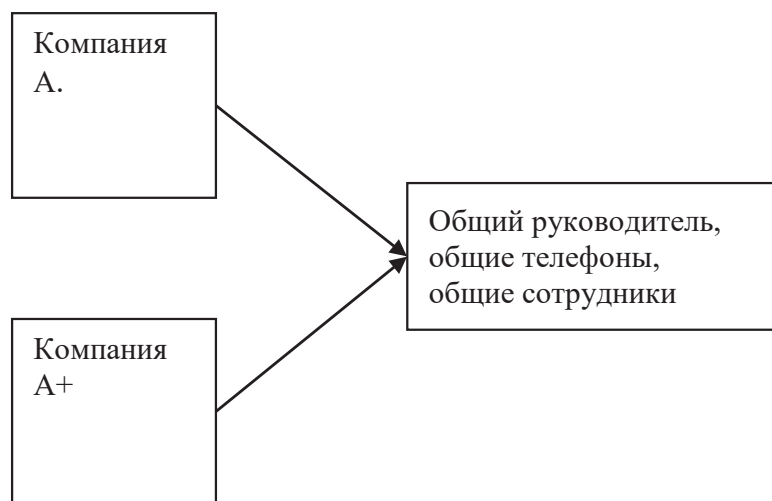 Компания
А.
Общий руководитель,
общие телефоны,
общие сотрудники
Компания
А+